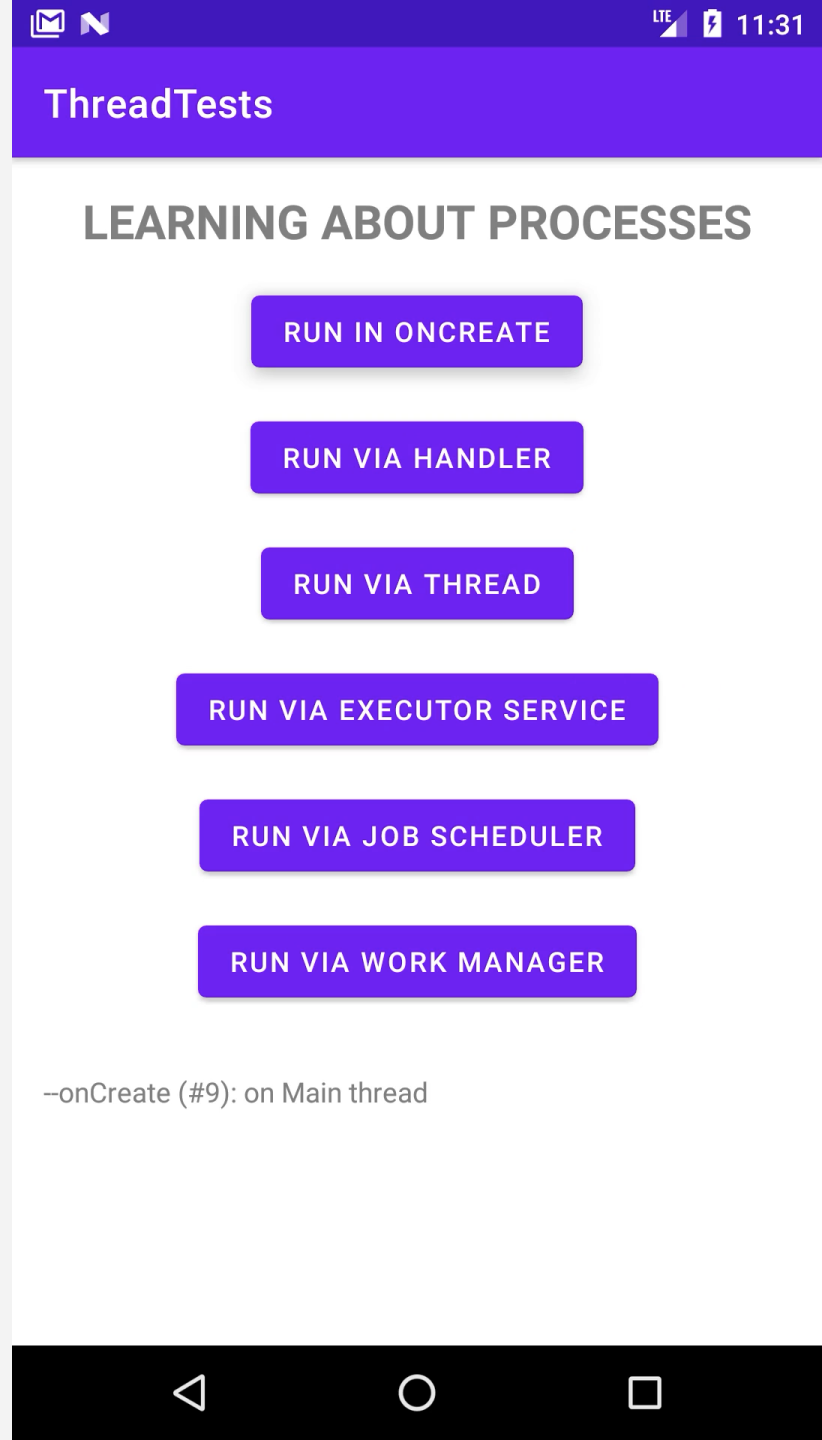 LTE 11:31
ThreadTests
LEARNING ABOUT PROCESSES
RUN IN ONCREATE
RUN VIA HANDLER
RUN VIA THREAD
RUN VIA EXECUTOR SERVICE
RUN VIA JOB SCHEDULER
RUN VIA WORK MANAGER
--onCreate (#9): on Main thread